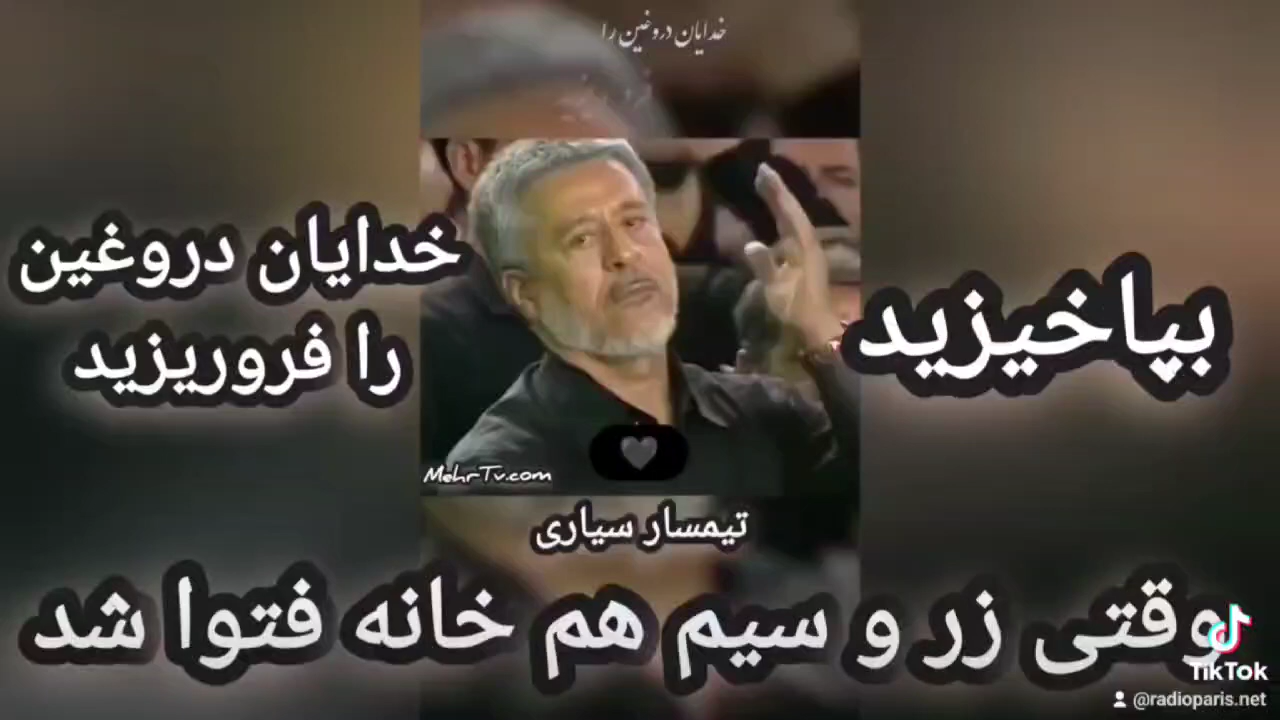 خدایان دروغین را
خدایان دروغین
را فروریزید
بپاخیزید
MehrTv.com
تیمسار سیاری
وقتی زر و سیم هم خانه فتوا شد
TikTok
@radioparis.net